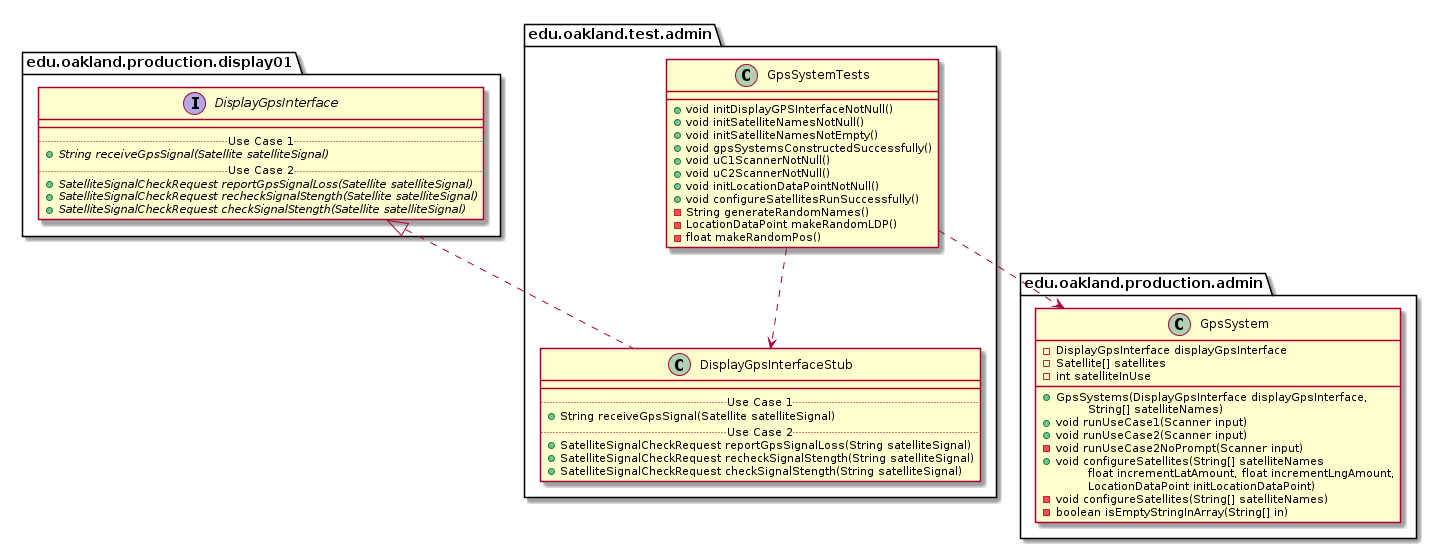 edu.oakland.production.display01
I DisplayGpsInterface
Use Case 1
String receiveGpsSignal(Satellite satelliteSignal)
Use Case 2
SatelliteSignalCheckRequest reportGpsSignalLoss(Satellite satelliteSignal)
SatelliteSignalCheckRequest recheckSignalStength(Satellite satelliteSignal)
SatelliteSignalCheckRequest checkSignalStength(Satellite satelliteSignal)
edu.oakland.test.admin
C GpsSystemTests
void initDisplayGPSInterfaceNotNull()
void initSatelliteNamesNotNull()
void initSatelliteNamesNotEmpty()
void gpsSystemsConstructedSuccessfully()
void uC1ScannerNotNull()
void uC2ScannerNotNull()
void initLocationDataPointNotNull()
void configureSatellitesRunSuccessfully()
String generateRandomNames()
LocationDataPoint makeRandomLDP()
float makeRandomPos()
C DisplayGpsInterfaceStub
Use Case 1
String receiveGpsSignal(Satellite satelliteSignal)
Use Case 2
SatelliteSignalCheckRequest reportGpsSignalLoss(String satelliteSignal)
SatelliteSignalCheckRequest recheckSignalStength(String satelliteSignal)
SatelliteSignalCheckRequest checkSignalStength(String satelliteSignal)
edu.oakland.production.admin
C GpsSystem
DisplayGpsInterface displayGpsInterface
Satellite[] satellites
int satelliteInUse
GpsSystems(DisplayGpsInterface displayGpsInterface,
String[] satelliteNames)
void runUseCase1(Scanner input)
void runUseCase2(Scanner input)
void runUseCase2NoPrompt(Scanner input)
void configureSatellites(String[] satelliteNames
float incrementLatAmount, float incrementLngAmount,
LocationDataPoint initLocationDataPoint)
void configureSatellites(String[] satelliteNames)
boolean isEmptyStringInArray(String[] in)